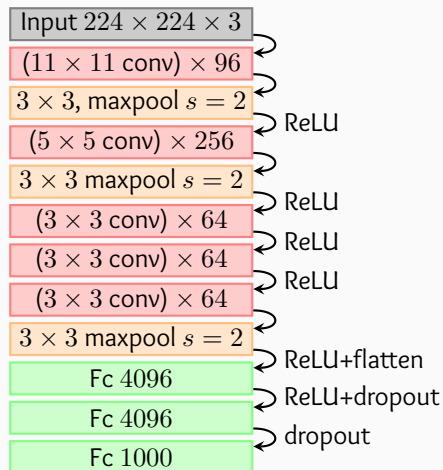 Input 224 × 224 × 3
(11 × 11 conv) × 96
3 × 3, maxpool s = 2
ReLU
(5 × 5 conv) × 256
3 × 3 maxpool s = 2
ReLU
(3 × 3 conv) × 64
ReLU
(3 × 3 conv) × 64
ReLU
(3 × 3 conv) × 64
3 × 3 maxpool s = 2
ReLU+flatten
Fc 4096
ReLU+dropout
Fc 4096
dropout
Fc 1000